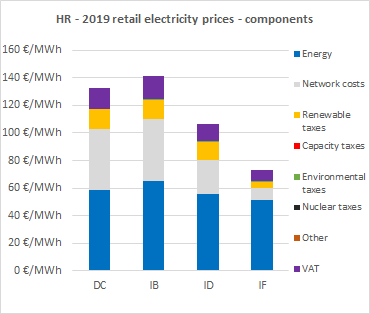 HR - 2019 retail electricity prices - components
160 €/MWh
140 €/MWh
120 €/MWh
100 €/MWh
80 €/MWh
60 €/MWh
40 €/MWh
20 €/MWh
0 €/MWh
DC IB ID IF
Energy
Network costs
Renewable
taxes
Capacity taxes
Environmental
taxes
Nuclear taxes
Other
VAT